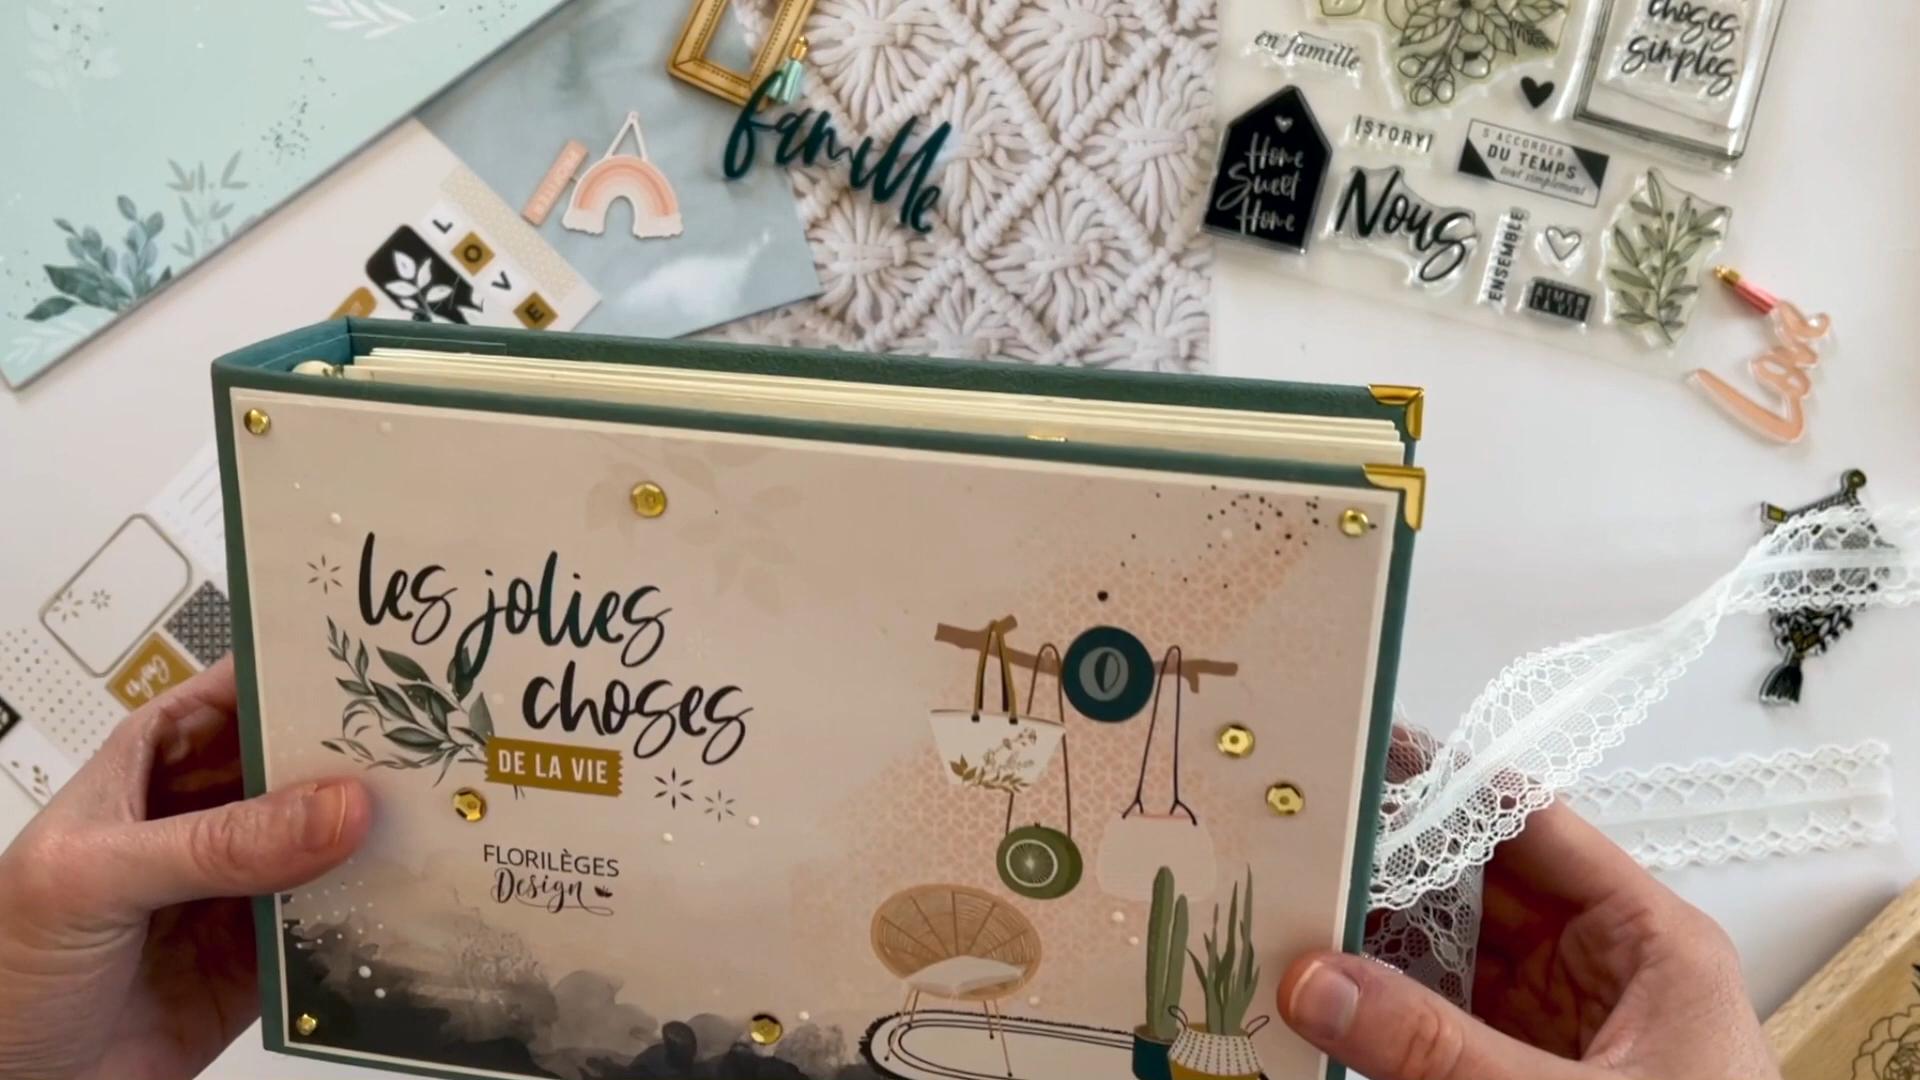 choses
simples
en famille
famille
|STORY|
S'ACCORDER
DU TEMPS
tout simplement
Home
Sweet
Home
Nous
ENSEMBLE
LOVE
Love
les jolies
choses
DE LA VIE
FLORILÈGES
Design